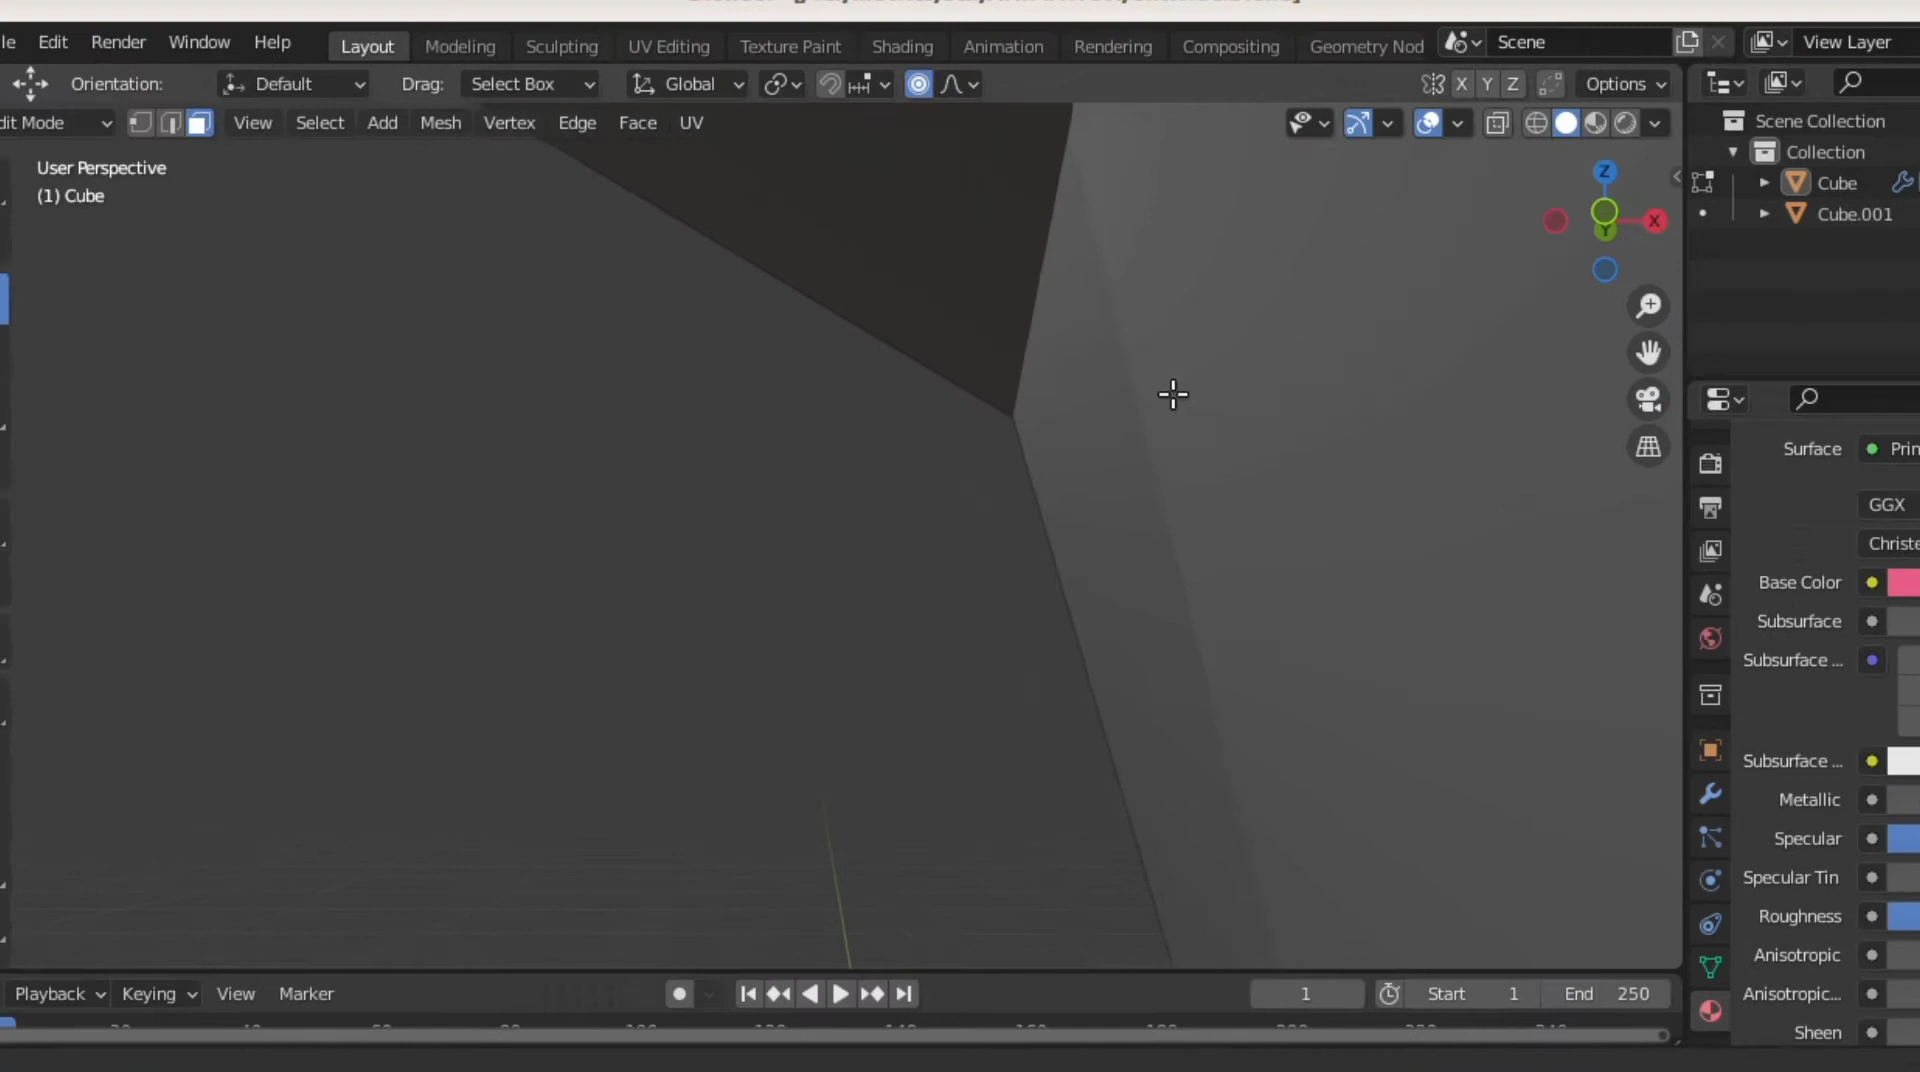 le Edit Render Window Help Layout Modeling Sculpting UV Editing Texture Paint Shading Animation Rendering Compositing Geometry Nod Scene View Layer
Orientation: Default Drag: Select Box Global X Y Z Options
dit Mode View Select Add Mesh Vertex Edge Face UV
Scene Collection
Collection
Cube
Cube.001
User Perspective
(1) Cube
Z
X
Y
Surface Prin
GGX
Christe
Base Color
Subsurface
Subsurface ...
Subsurface ...
Metallic
Specular
Specular Tin
Roughness
Anisotropic
Anisotropic...
Sheen
Playback Keying View Marker 1 Start 1 End 250